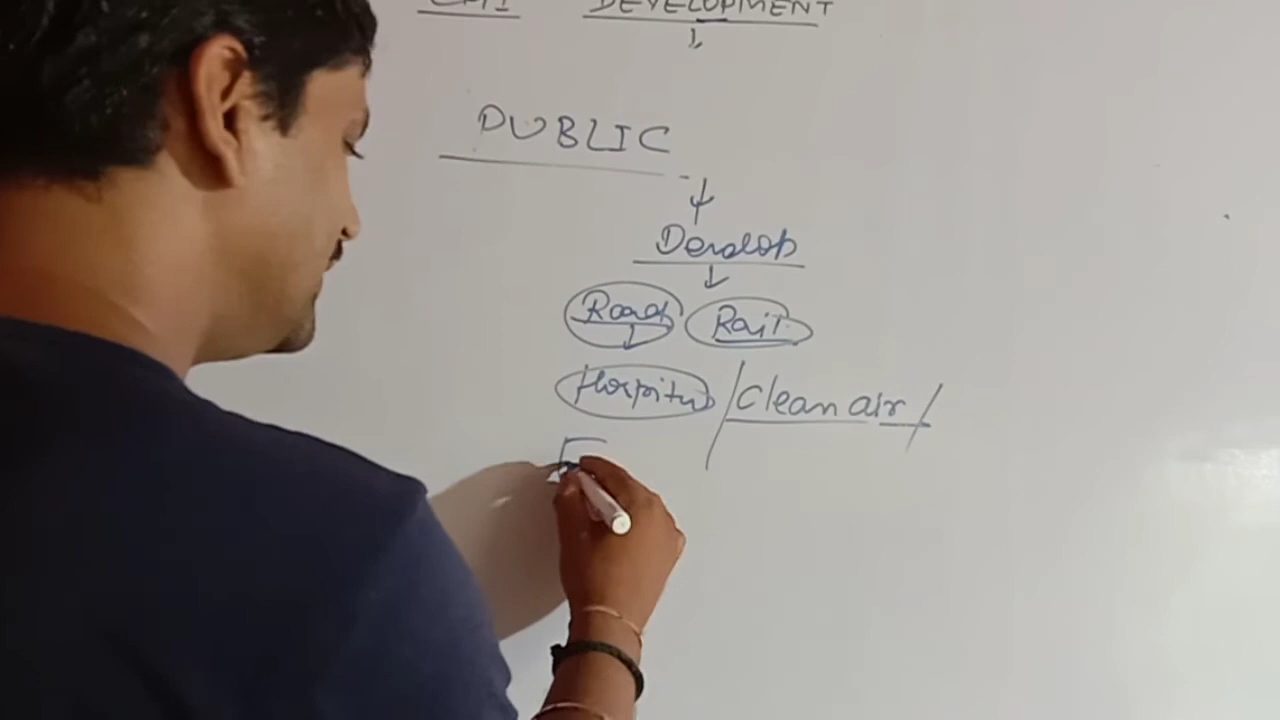 DEVELOPMENT
PUBLIC
Develop
Road Rail
Hospital / Clean air /